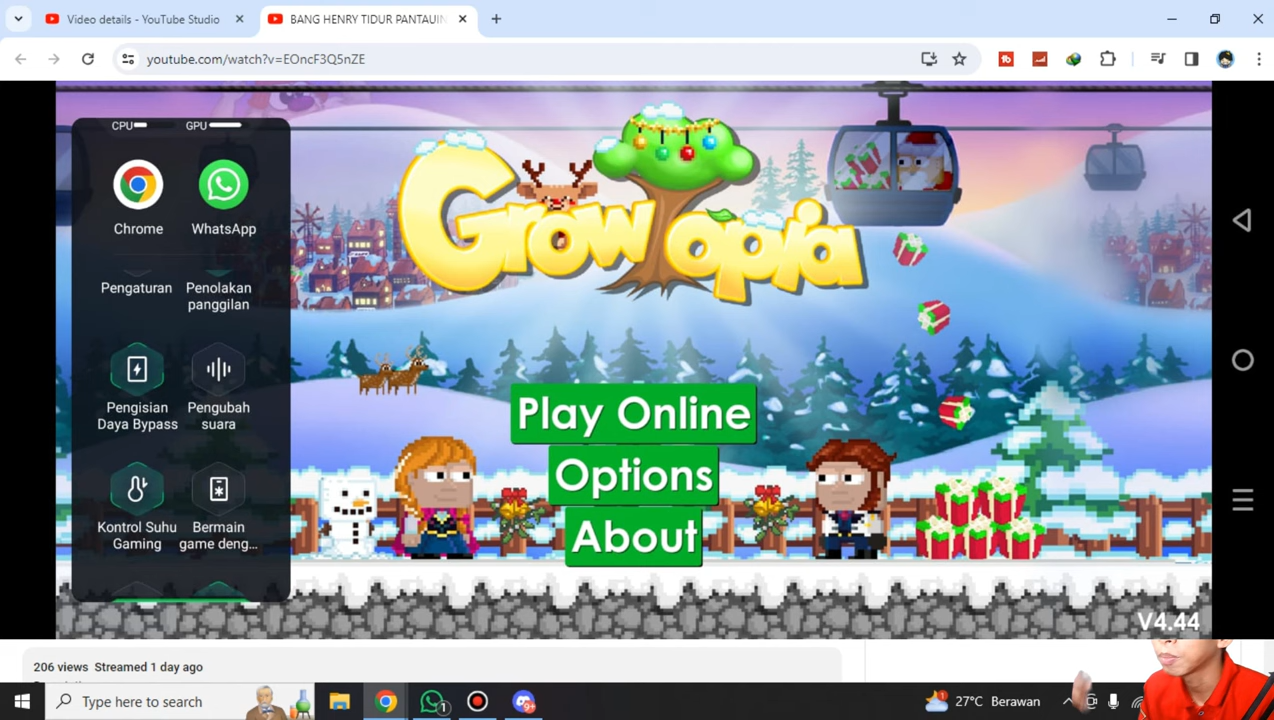 Video details - YouTube Studio
BANG HENRY TIDUR PANTAUIN
youtube.com/watch?v=EOncF3Q5nZE
CPU GPU
Chrome WhatsApp
Pengaturan Penolakan
panggilan
Pengisian Pengubah
Daya Bypass suara
Kontrol Suhu Bermain
Gaming game deng...
Growtopia
Play Online
Options
About
V4.44
206 views Streamed 1 day ago
Type here to search
1
9+
27°C Berawan